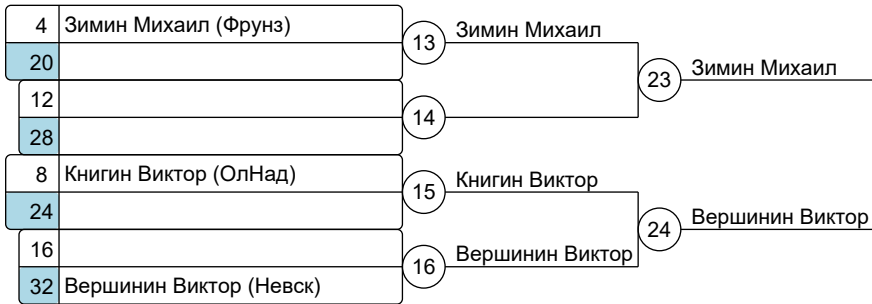 4 Зимин Михаил (Фрунз)
20
13 Зимин Михаил
12
28
14
23 Зимин Михаил
8 Книгин Виктор (ОлНад)
24
15 Книгин Виктор
16
32 Вершинин Виктор (Невск)
16 Вершинин Виктор
24 Вершинин Виктор